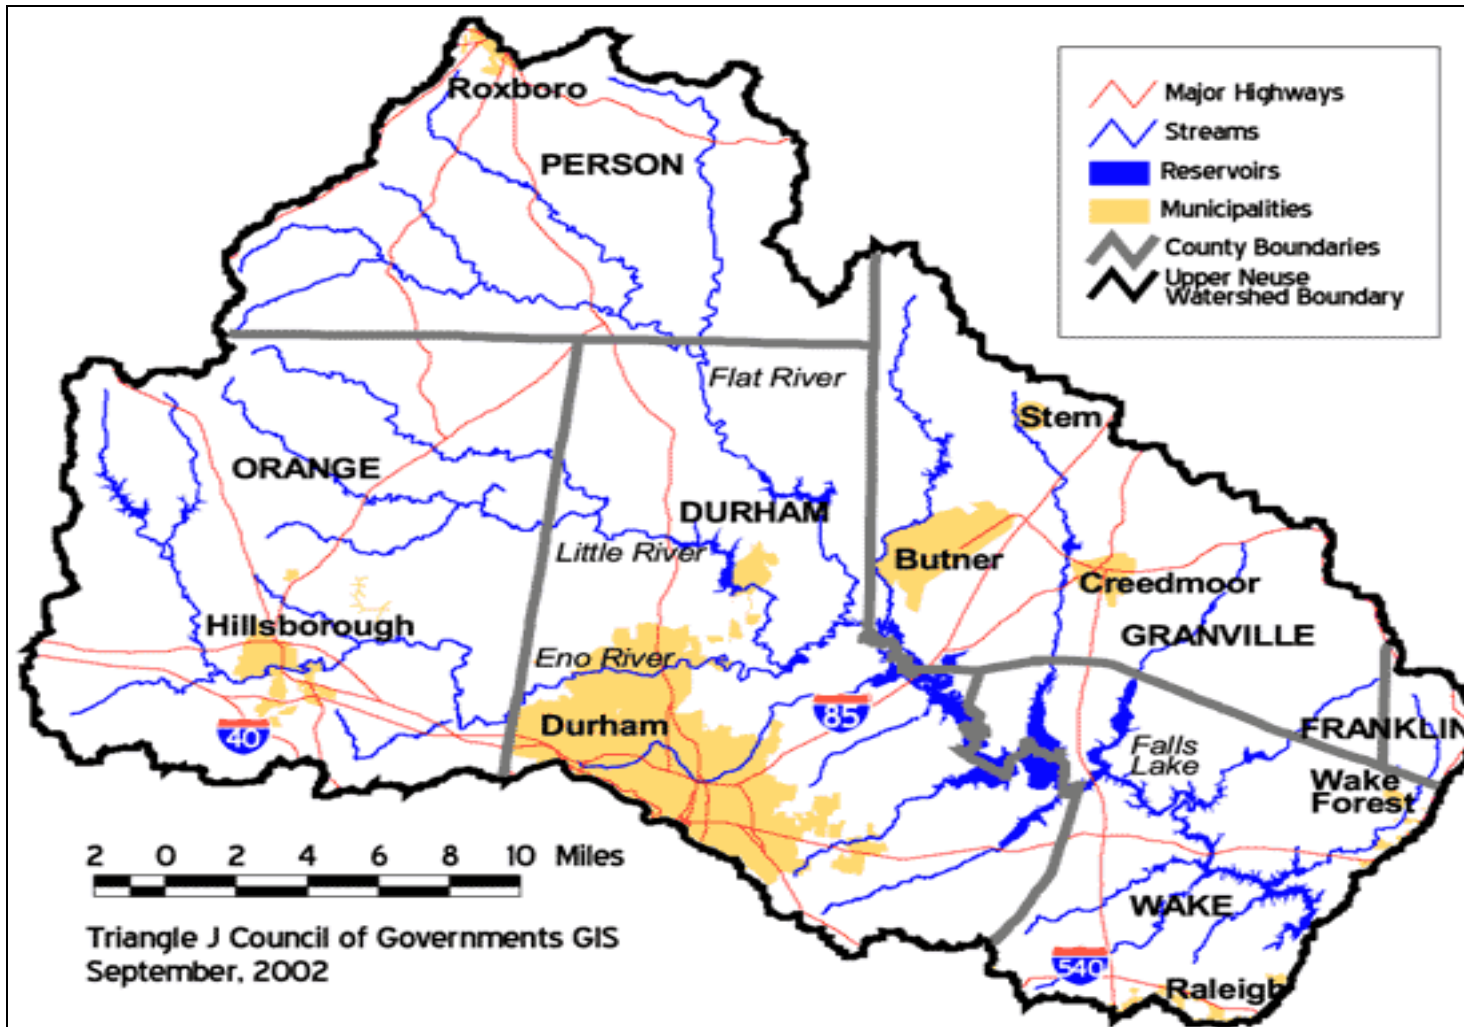 Roxboro
PERSON
Major Highways
Streams
Reservoirs
Municipalities
County Boundaries
Upper Neuse
Watershed Boundary
Flat River
Stem
ORANGE
DURHAM
Little River
Butner
Creedmoor
Hillsborough
GRANVILLE
Eno River
Durham
85
40
FRANKLIN
Falls
Lake
Wake
Forest
2 0 2 4 6 8 10 Miles
WAKE
Triangle J Council of Governments GIS
September, 2002
540
Raleigh